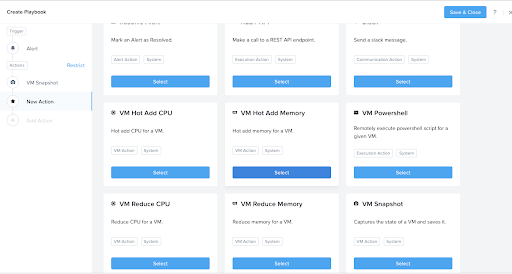 Create Playbook
Save & Close
?
Trigger
Alert
Actions
Restrict
VM Snapshot
New Action
Add Action
Mark an Alert as Resolved.
Alert Action System
Select
Make a call to a REST API endpoint.
Execution Action System
Select
Send a slack message.
Communication Action System
Select
VM Hot Add CPU
Hot add CPU for a VM.
VM Action System
Select
VM Hot Add Memory
Hot add memory for a VM.
VM Action System
Select
VM Powershell
Remotely execute powershell script for a
given VM.
Execution Action System
Select
VM Reduce CPU
Reduce CPU for a VM.
VM Action System
Select
VM Reduce Memory
Reduce memory for a VM.
VM Action System
Select
VM Snapshot
Captures the state of a VM and saves it.
VM Action System
Select